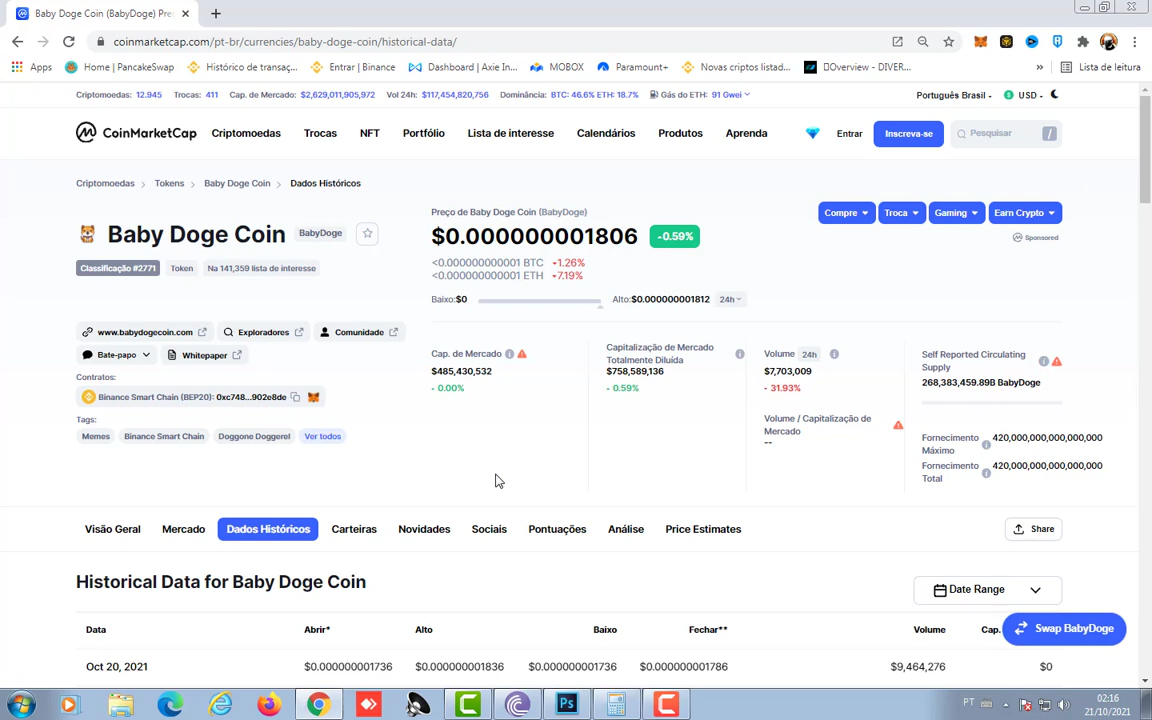 Baby Doge Coin (BabyDoge) Pre
coinmarketcap.com/pt-br/currencies/baby-doge-coin/historical-data/
Apps Home | PancakeSwap Histórico de transaç... Entrar | Binance Dashboard | Axie In... MOBOX Paramount+ Novas criptos listad... Overview - DIVER... » Lista de leitura
Criptomoedas: 12.945 Trocas: 411 Cap. de Mercado: $2,629,011,905,972 Vol 24h: $117,454,820,756 Dominância: BTC: 46.6% ETH: 18.7% Gás do ETH: 91 Gwei Português Brasil USD
CoinMarketCap Criptomoedas Trocas NFT Portfólio Lista de interesse Calendários Produtos Aprenda Entrar Inscreva-se Pesquisar /
Criptomoedas Tokens Baby Doge Coin Dados Históricos
Preço de Baby Doge Coin (BabyDoge)
Compre Troca Gaming Earn Crypto
Baby Doge Coin BabyDoge
$0.000000001806 -0.59%
Sponsored
<0.000000000001 BTC 1.26%
Classificação #2771 Token Na 141,359 lista de interesse
<0.000000000001 ETH 7.19%
Baixo:$0 Alto:$0.000000001812 24h
www.babydogecoin.com Exploradores Comunidade
Bate-papo Whitepaper
Contratos:
Binance Smart Chain (BEP20): 0xc748...902e8de
Tags:
Memes Binance Smart Chain Doggone Doggerel Ver todos
Cap. de Mercado
$485,430,532
- 0.00%
Capitalização de Mercado
Totalmente Diluída
$758,589,136
- 0.59%
Volume 24h
$7,703,009
- 31.93%
Volume / Capitalização de
Mercado
--
Self Reported Circulating
Supply
268,383,459.89B BabyDoge
Fornecimento
Máximo
420,000,000,000,000,000
Fornecimento
Total
420,000,000,000,000,000
Visão Geral Mercado Dados Históricos Carteiras Novidades Sociais Pontuações Análise Price Estimates Share
Historical Data for Baby Doge Coin
Date Range
Data Abrir* Alto Baixo Fechar** Volume Cap.
Swap BabyDoge
Oct 20, 2021 $0.000000001736 $0.000000001836 $0.000000001736 $0.000000001786 $9,464,276 $0
Ps
PT
02:16
21/10/2021